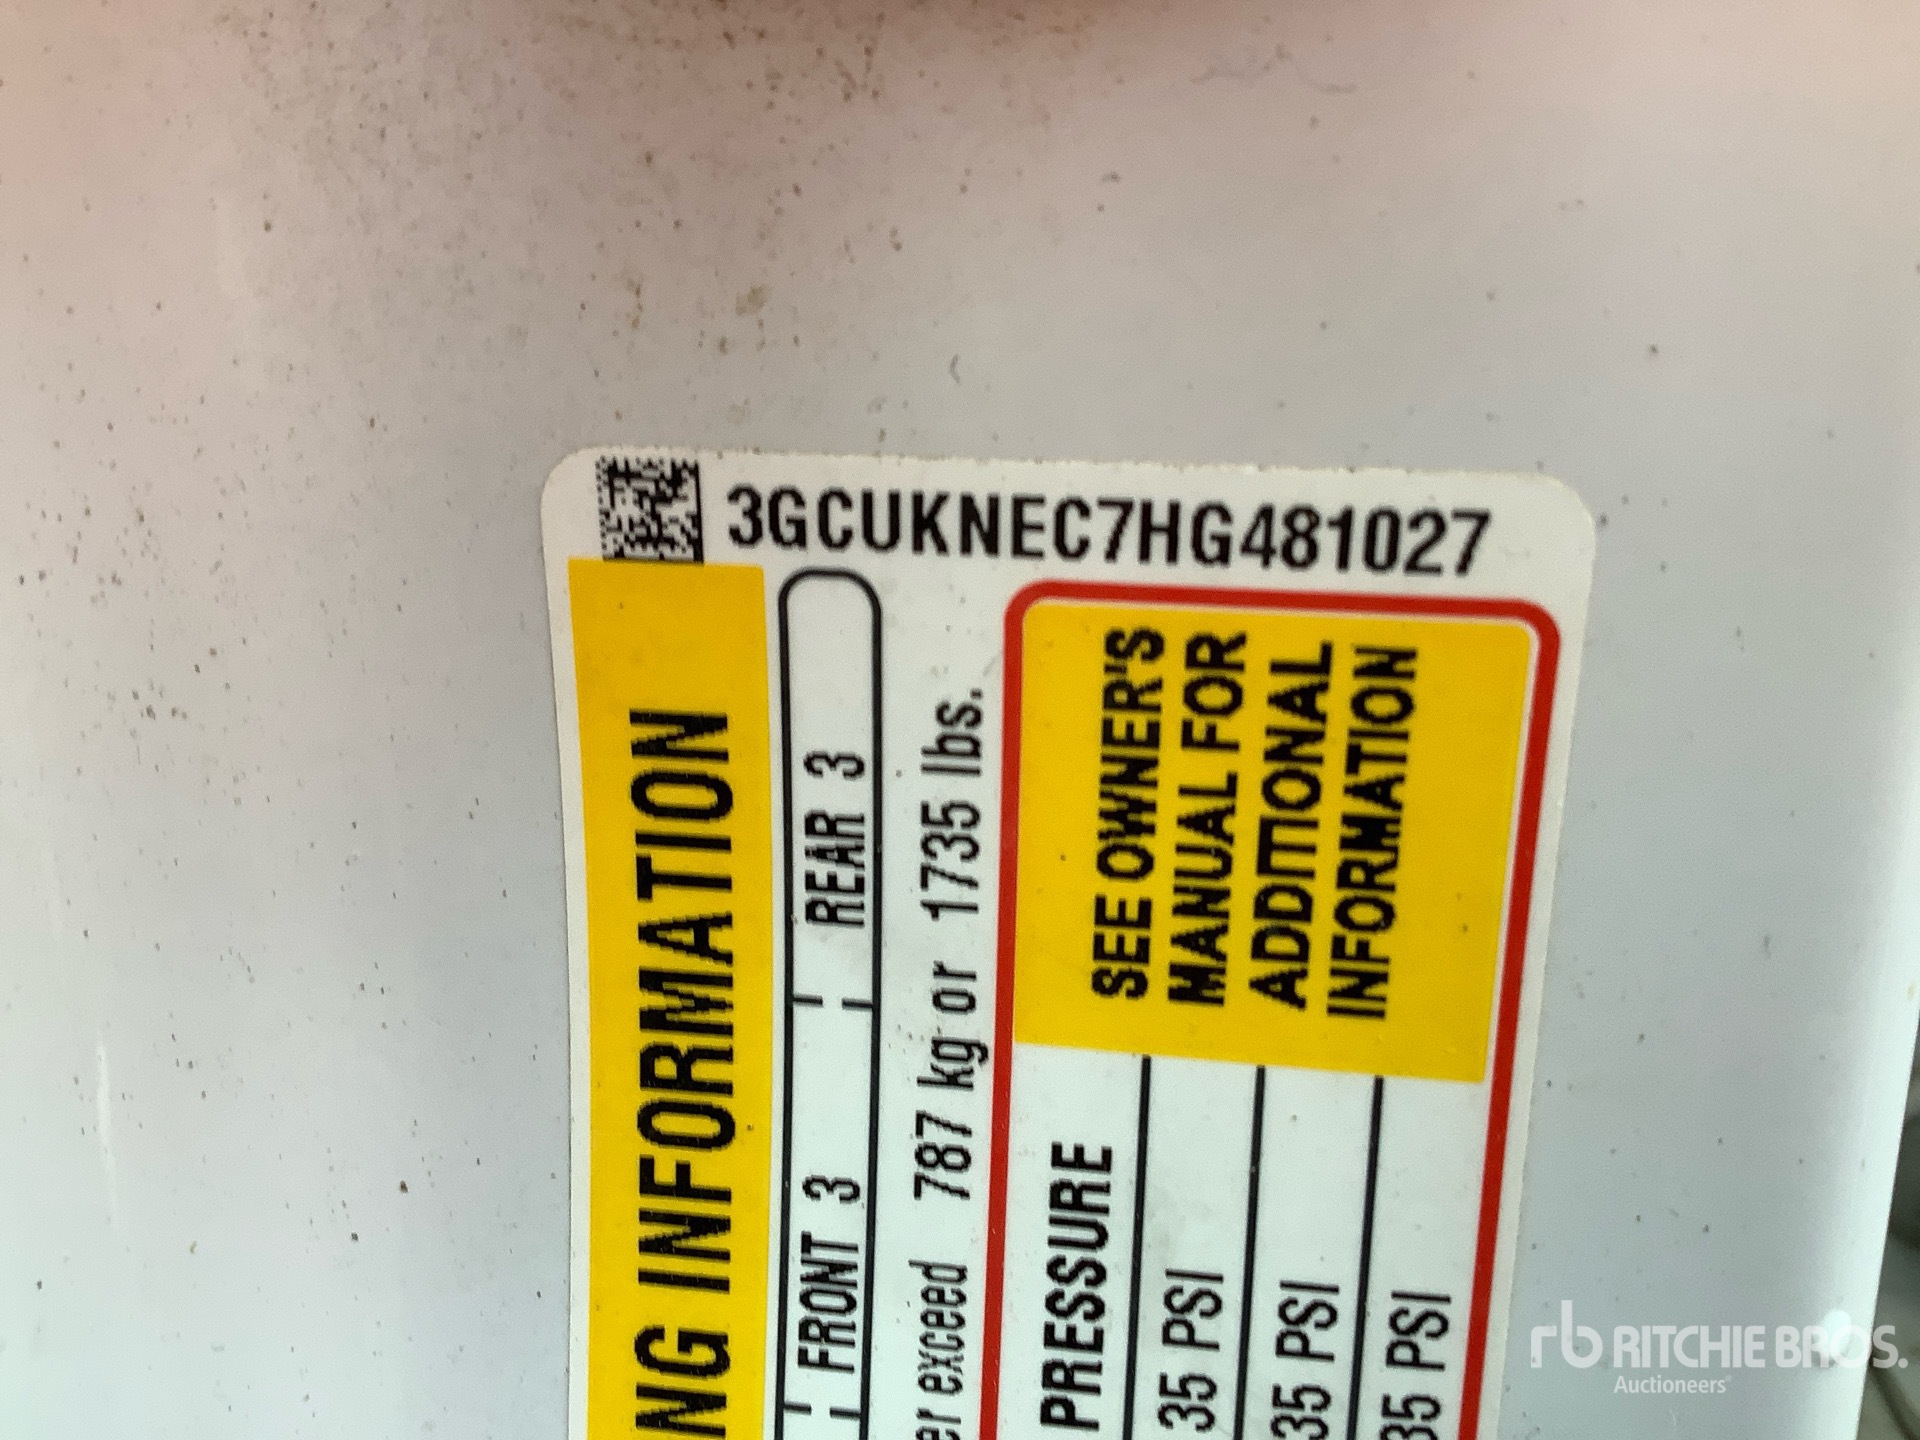 3GCUKNEC7HG481027
NG INFORMATION
FRONT 3 REAR 3
er exceed 787 kg or 1735 lbs.
PRESSURE
35 PSI
35 PSI
35 PSI
SEE OWNER'S
MANUAL FOR
ADDITIONAL
INFORMATION
rb RITCHIE BROS.
Auctioneers